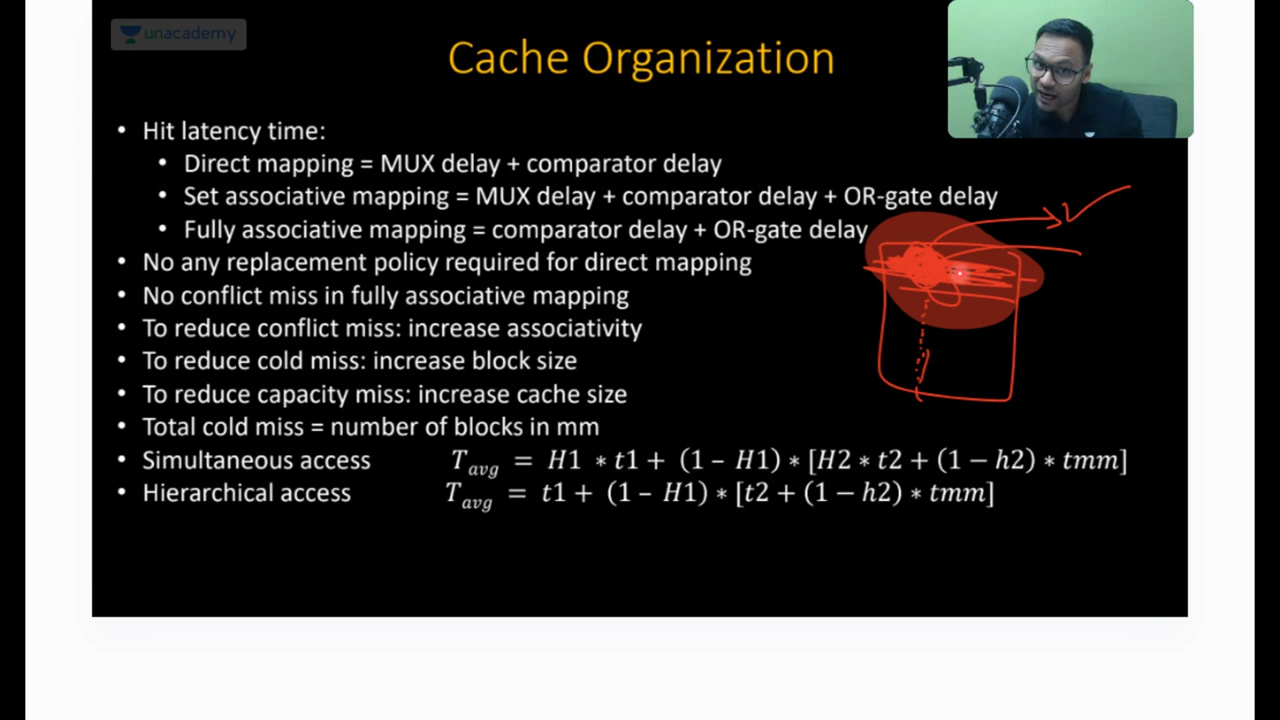 unacademy
Cache Organization
• Hit latency time:
• Direct mapping = MUX delay + comparator delay
• Set associative mapping = MUX delay + comparator delay + OR-gate delay
• Fully associative mapping = comparator delay + OR-gate delay
• No any replacement policy required for direct mapping
• No conflict miss in fully associative mapping
• To reduce conflict miss: increase associativity
• To reduce cold miss: increase block size
• To reduce capacity miss: increase cache size
• Total cold miss = number of blocks in mm
• Simultaneous access T_avg = H1 * t1 + (1 – H1) * [H2 * t2 + (1 – h2) * tmm]
• Hierarchical access T_avg = t1 + (1 – H1) * [t2 + (1 – h2) * tmm]